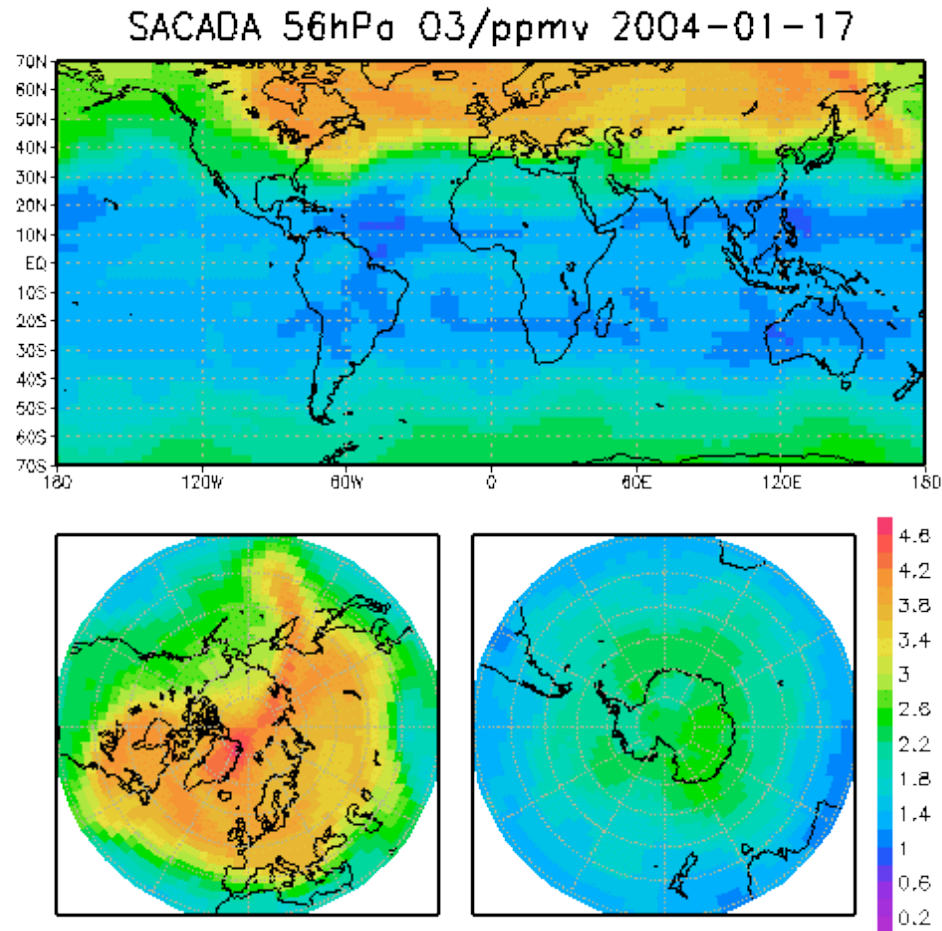 SACADA 56hPa O3/ppmv 2004-01-17
70N
60N
50N
40N
30N
20N
10N
EQ
10S
20S
30S
40S
50S
60S
70S
180 120W 60W 0 60E 120E 180
4.6
4.2
3.8
3.4
3
2.6
2.2
1.8
1.4
1
0.6
0.2